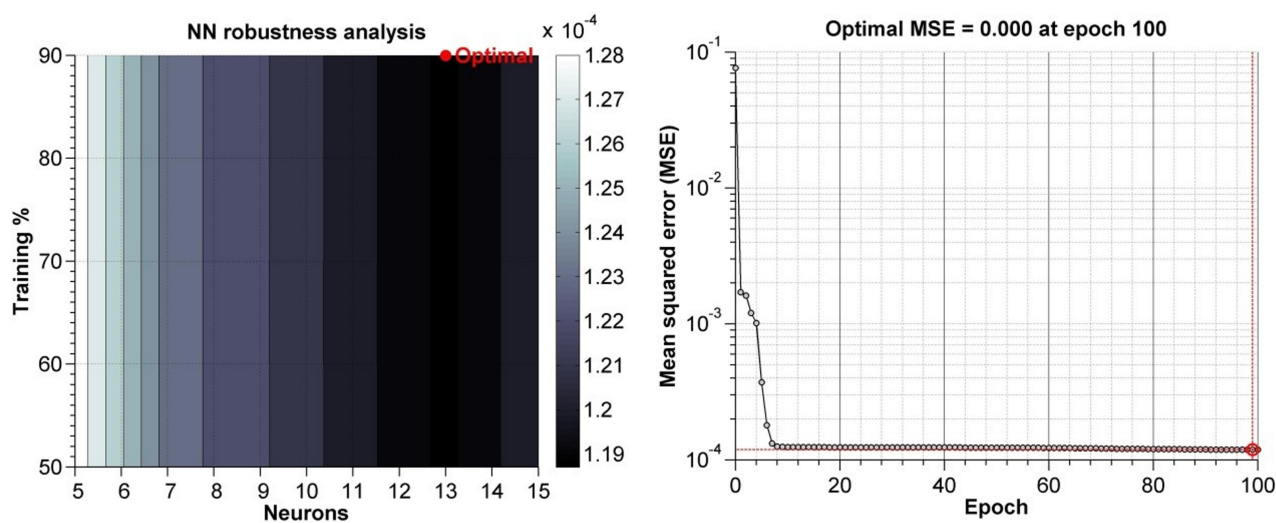 NN robustness analysis
x 10⁻⁴
Optimal
Training %
90
80
70
60
50
5 6 7 8 9 10 11 12 13 14 15
Neurons
1.28
1.27
1.26
1.25
1.24
1.23
1.22
1.21
1.2
1.19
Optimal MSE = 0.000 at epoch 100
Mean squared error (MSE)
10⁻¹
10⁻²
10⁻³
10⁻⁴
0 20 40 60 80 100
Epoch